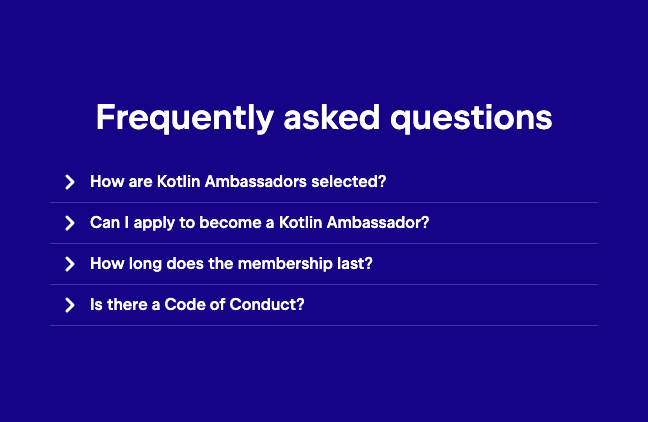 Frequently asked questions
How are Kotlin Ambassadors selected?
Can I apply to become a Kotlin Ambassador?
How long does the membership last?
Is there a Code of Conduct?